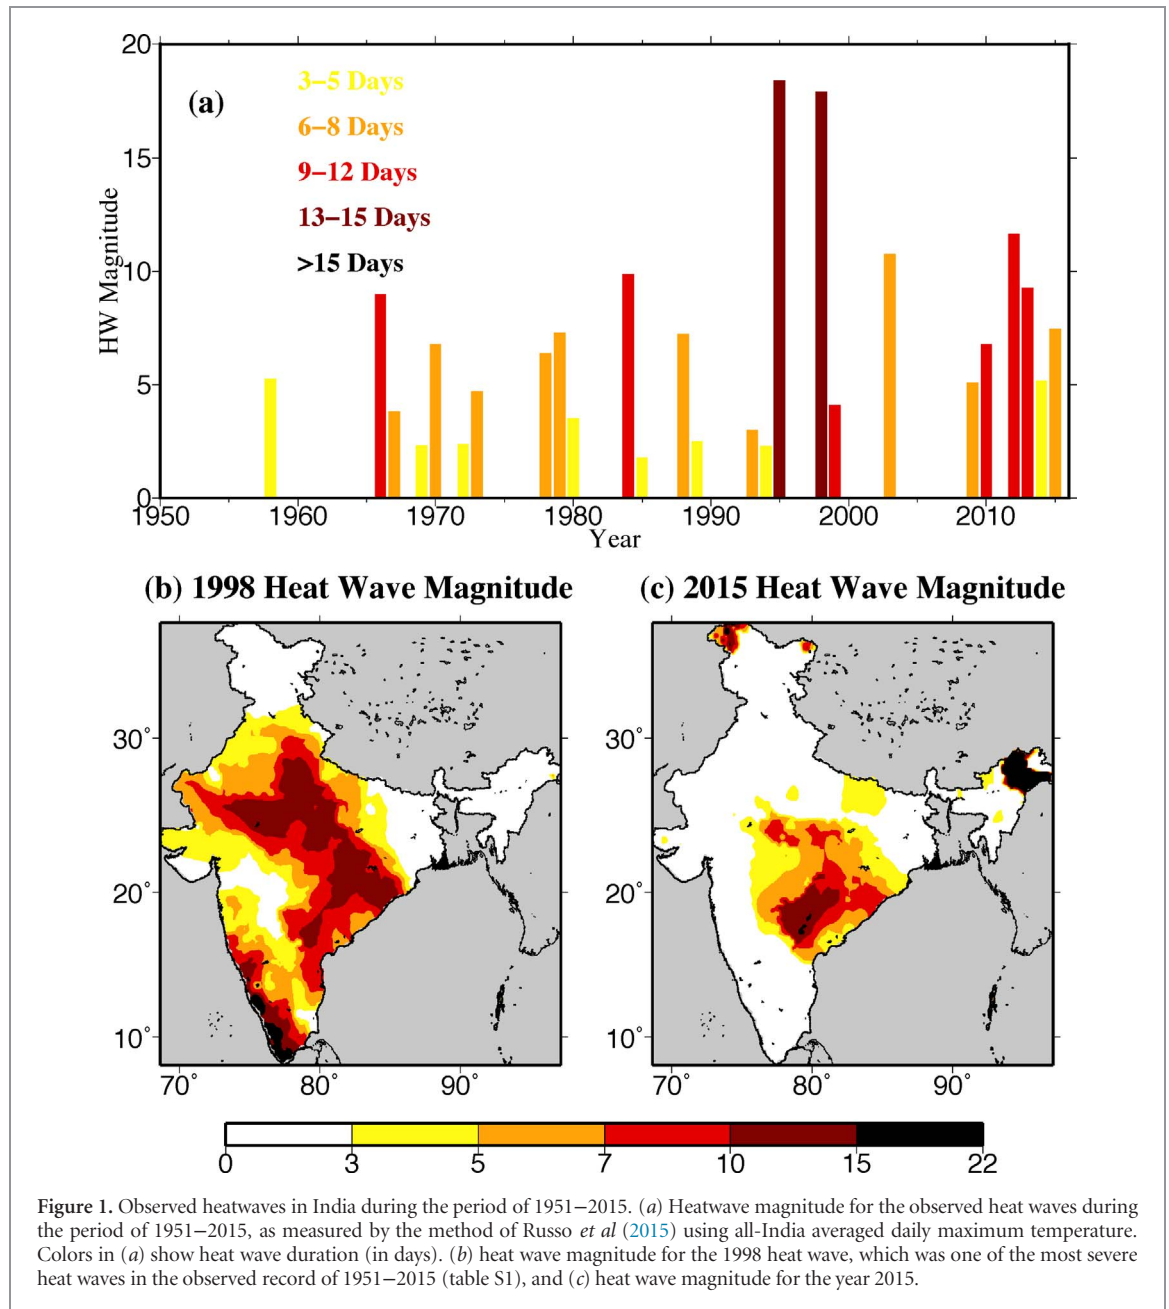 20
15
10
5
0
HW Magnitude
(a)
3–5 Days
6–8 Days
9–12 Days
13–15 Days
>15 Days
1950 1960 1970 1980 1990 2000 2010
Year
(b) 1998 Heat Wave Magnitude
30°
20°
10°
70° 80° 90°
(c) 2015 Heat Wave Magnitude
30°
20°
10°
70° 80° 90°
0 3 5 7 10 15 22
Figure 1. Observed heatwaves in India during the period of 1951–2015. (a) Heatwave magnitude for the observed heat waves during
the period of 1951–2015, as measured by the method of Russo et al (2015) using all-India averaged daily maximum temperature.
Colors in (a) show heat wave duration (in days). (b) heat wave magnitude for the 1998 heat wave, which was one of the most severe
heat waves in the observed record of 1951–2015 (table S1), and (c) heat wave magnitude for the year 2015.